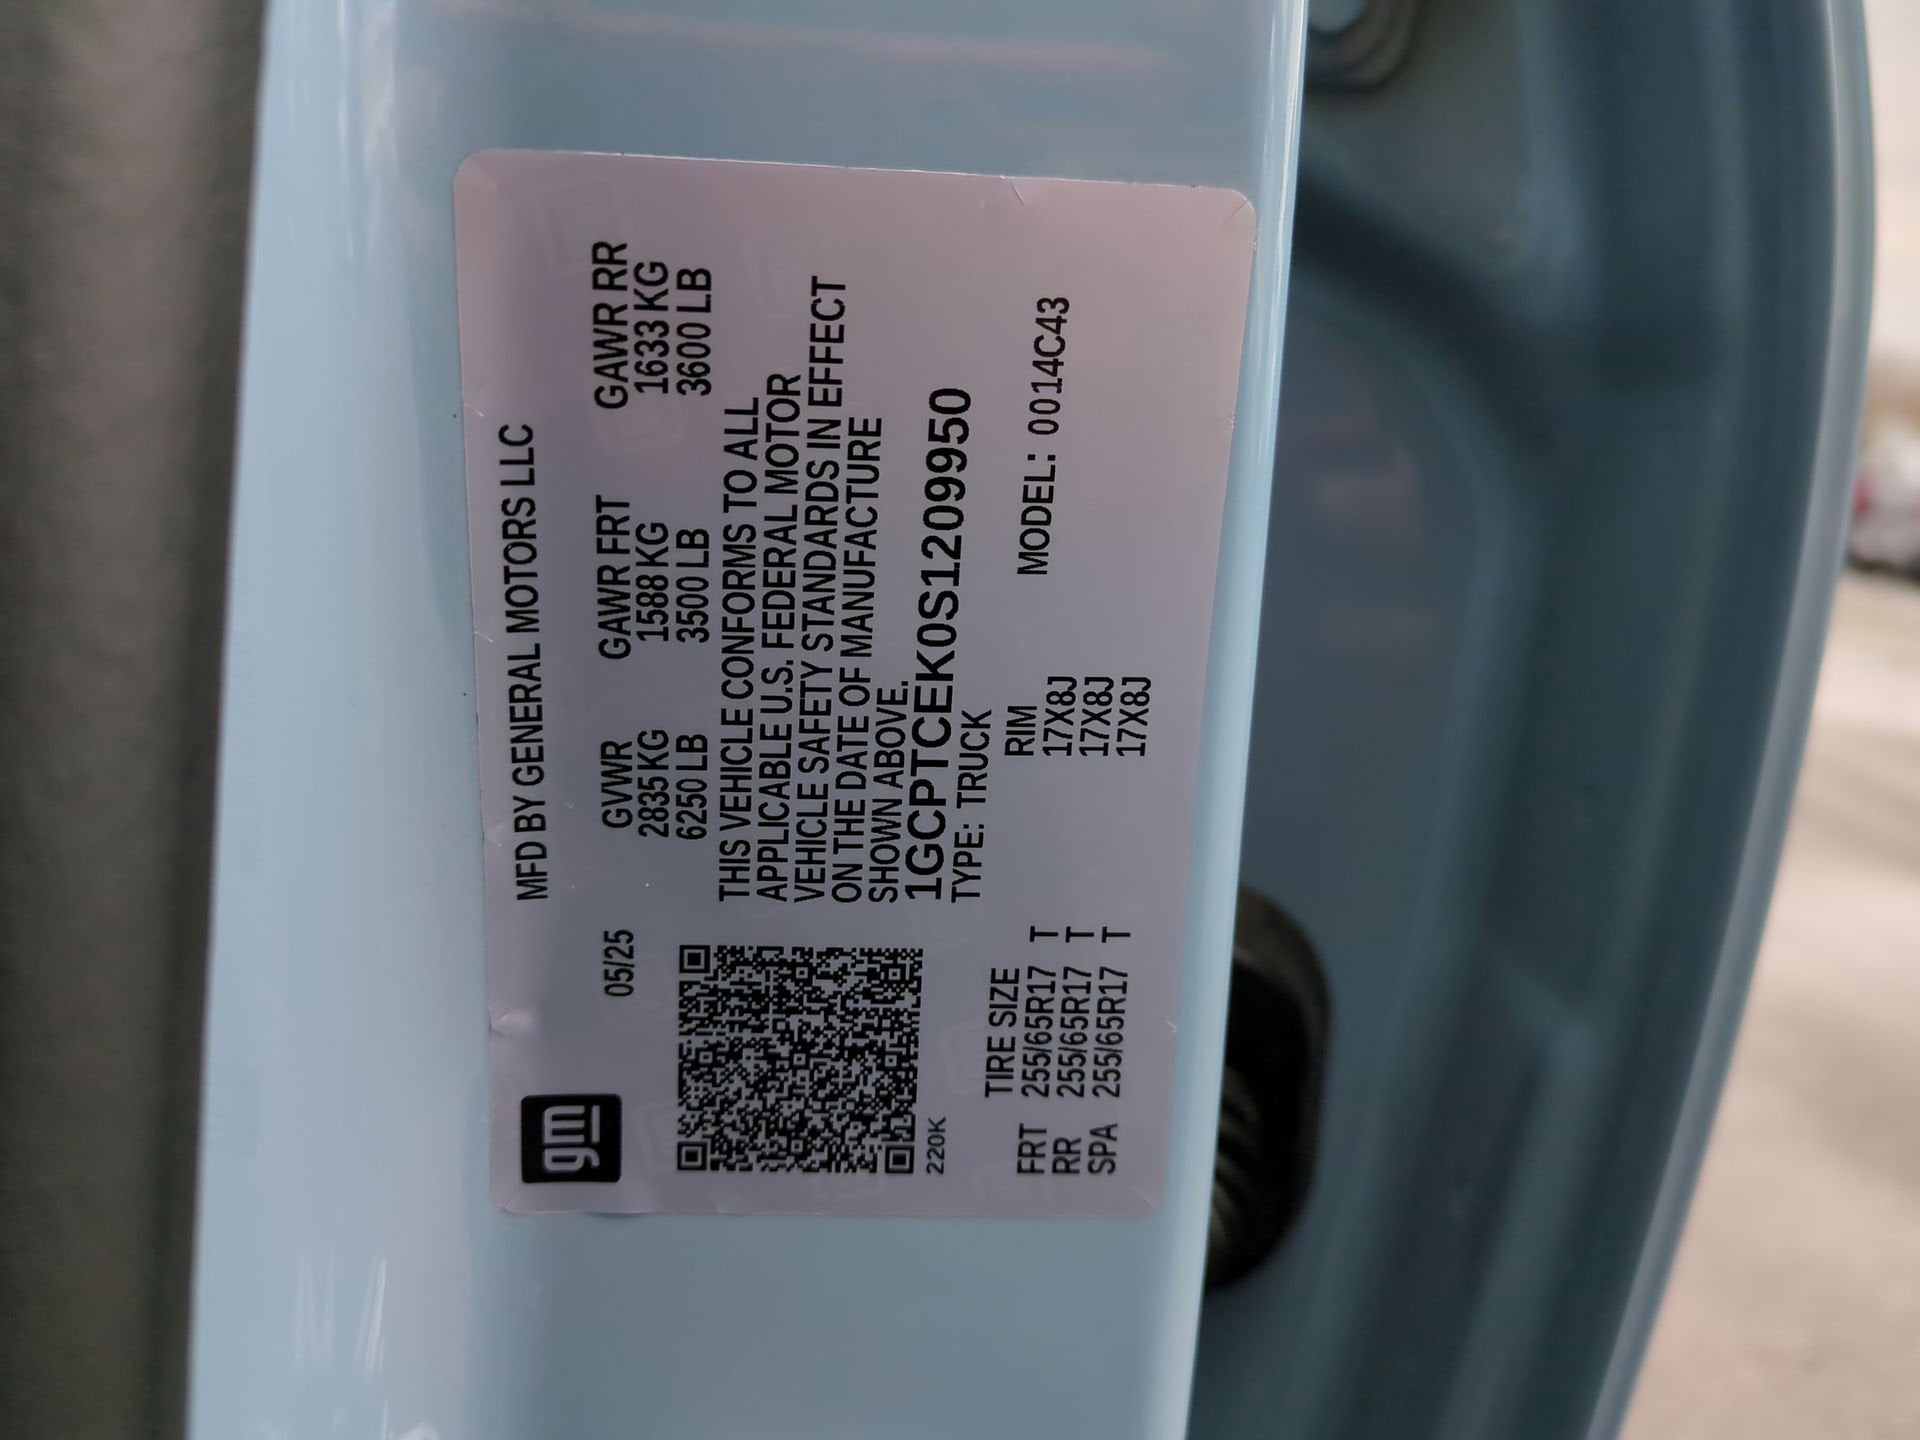 gm
MFD BY GENERAL MOTORS LLC
05/25
GVWR GAWR FRT GAWR RR
2835 KG 1588 KG 1633 KG
6250 LB 3500 LB 3600 LB
THIS VEHICLE CONFORMS TO ALL
APPLICABLE U.S. FEDERAL MOTOR
VEHICLE SAFETY STANDARDS IN EFFECT
ON THE DATE OF MANUFACTURE
SHOWN ABOVE.
1GCPTCEK0S1209950
220K
TYPE: TRUCK
MODEL: 0014C43
TIRE SIZE RIM
FRT 255/65R17 T 17X8J
RR 255/65R17 T 17X8J
SPA 255/65R17 T 17X8J